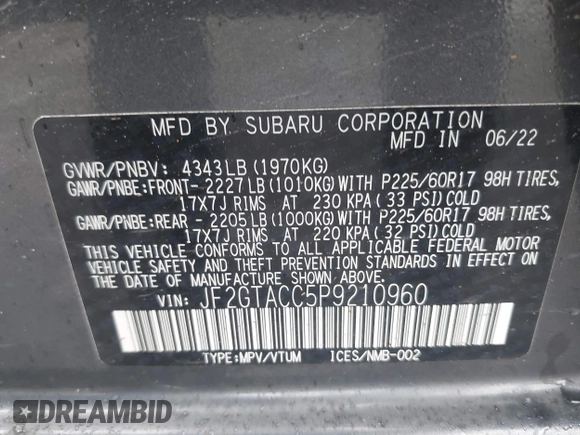 MFD BY SUBARU CORPORATION
MFD IN 06/22
GVWR/PNBV: 4343LB(1970KG)
GAWR/PNBE:FRONT- 2227LB(1010KG)WITH P225/60R17 98H TIRES,
17X7J RIMS AT 230 KPA(33 PSI)COLD
GAWR/PNBE:REAR - 2205LB(1000KG)WITH P225/60R17 98H TIRES,
17X7J RIMS AT 220 KPA(32 PSI)COLD
THIS VEHICLE CONFORMS TO ALL APPLICABLE FEDERAL MOTOR
VEHICLE SAFETY AND THEFT PREVENTION STANDARDS IN EFFECT ON
THE DATE OF MANUFACTURE SHOWN ABOVE.
VIN: JF2GTACC5P9210960
TYPE:MPV/VTUM ICES/NMB-002
DREAMBID